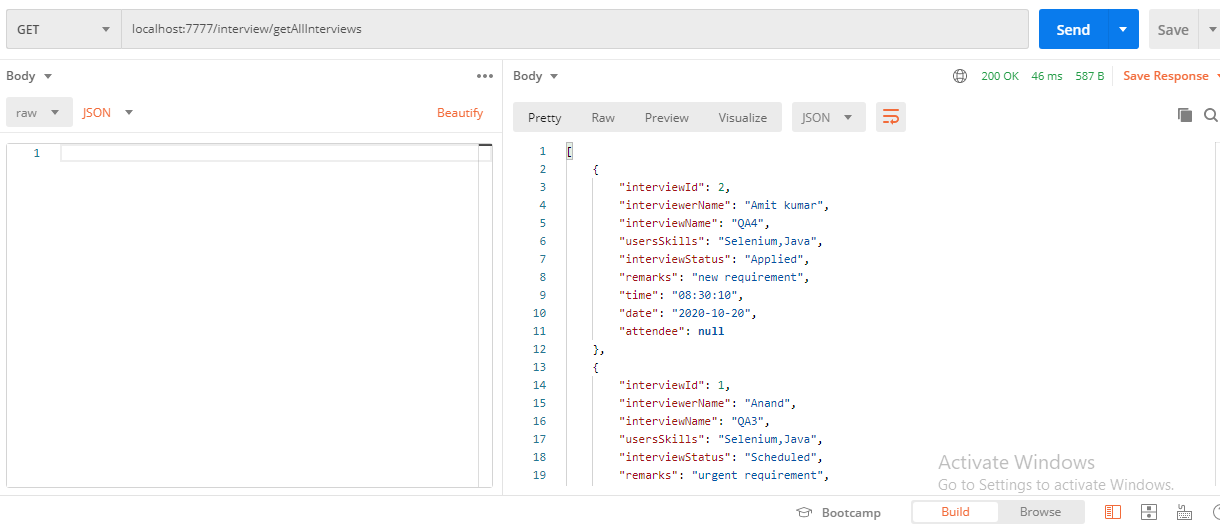 GET localhost:7777/interview/getAllInterviews Send Save
Body Body 200 OK 46 ms 587 B Save Response
raw JSON Beautify Pretty Raw Preview Visualize JSON
1
1 [
2 {
3 "interviewId": 2,
4 "interviewerName": "Amit kumar",
5 "interviewName": "QA4",
6 "usersSkills": "Selenium,Java",
7 "interviewStatus": "Applied",
8 "remarks": "new requirement",
9 "time": "08:30:10",
10 "date": "2020-10-20",
11 "attendee": null
12 },
13 {
14 "interviewId": 1,
15 "interviewerName": "Anand",
16 "interviewName": "QA3",
17 "usersSkills": "Selenium,Java",
18 "interviewStatus": "Scheduled",
19 "remarks": "urgent requirement",
Activate Windows
Go to Settings to activate Windows.
Bootcamp Build Browse